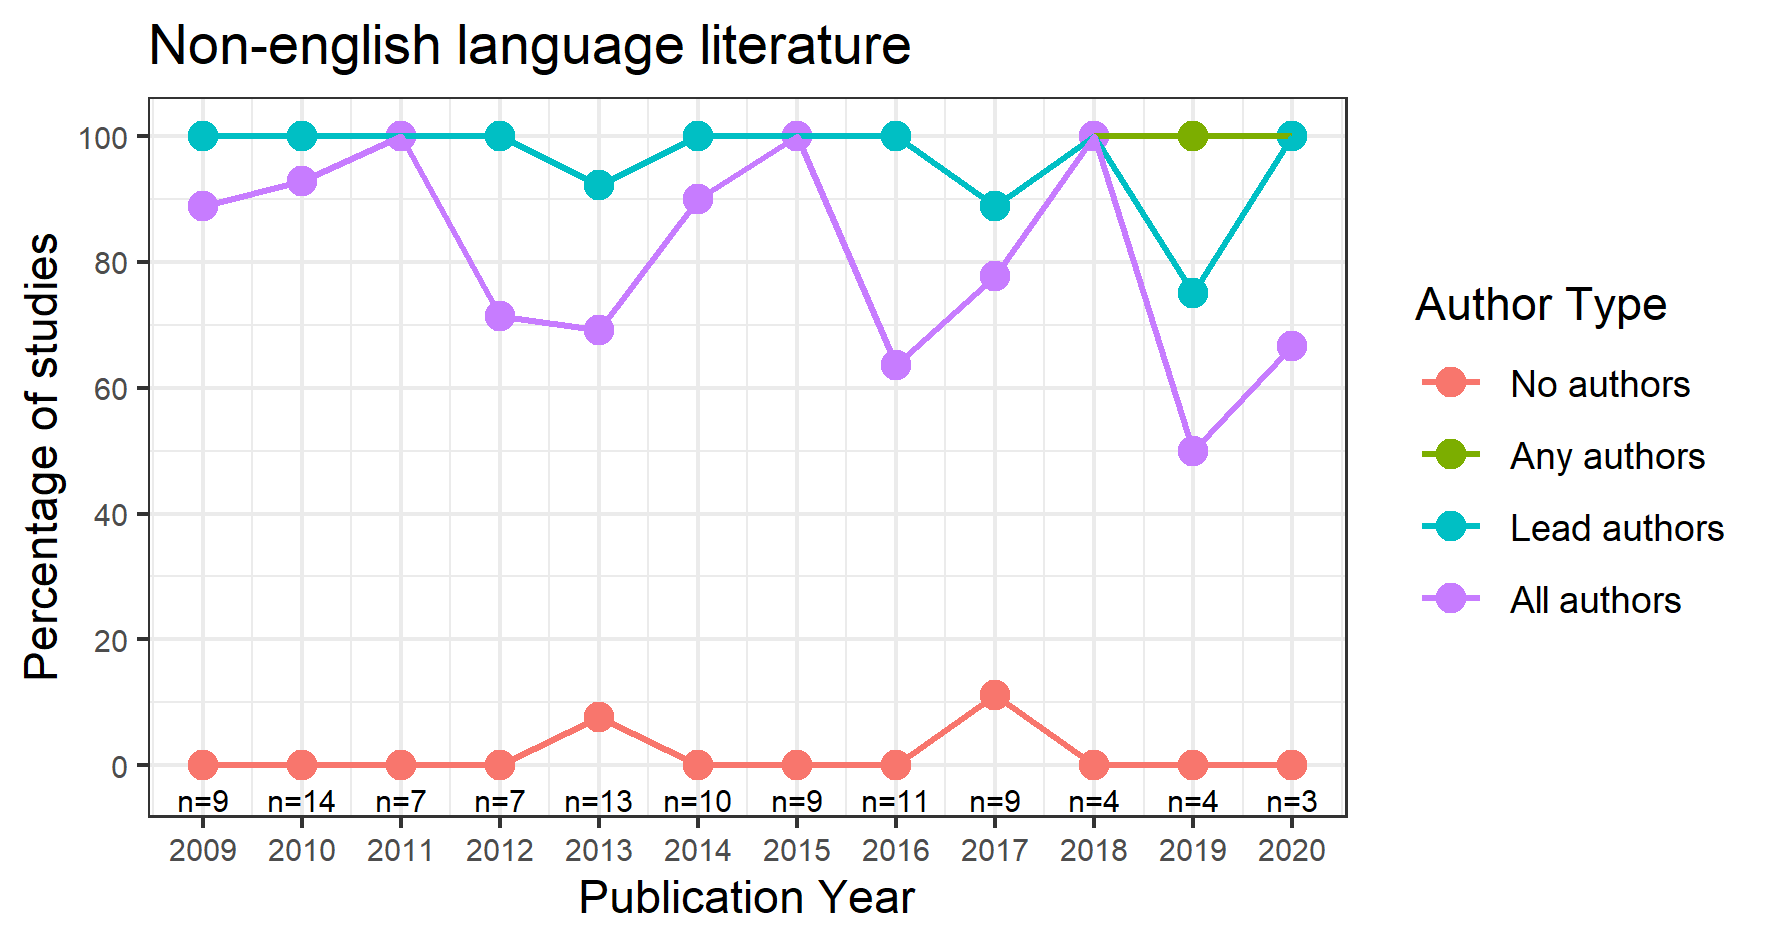 Non-english language literature
Percentage of studies
100
80
60
40
20
0
n=9 n=14 n=7 n=7 n=13 n=10 n=9 n=11 n=9 n=4 n=4 n=3
2009 2010 2011 2012 2013 2014 2015 2016 2017 2018 2019 2020
Publication Year
Author Type
No authors
Any authors
Lead authors
All authors